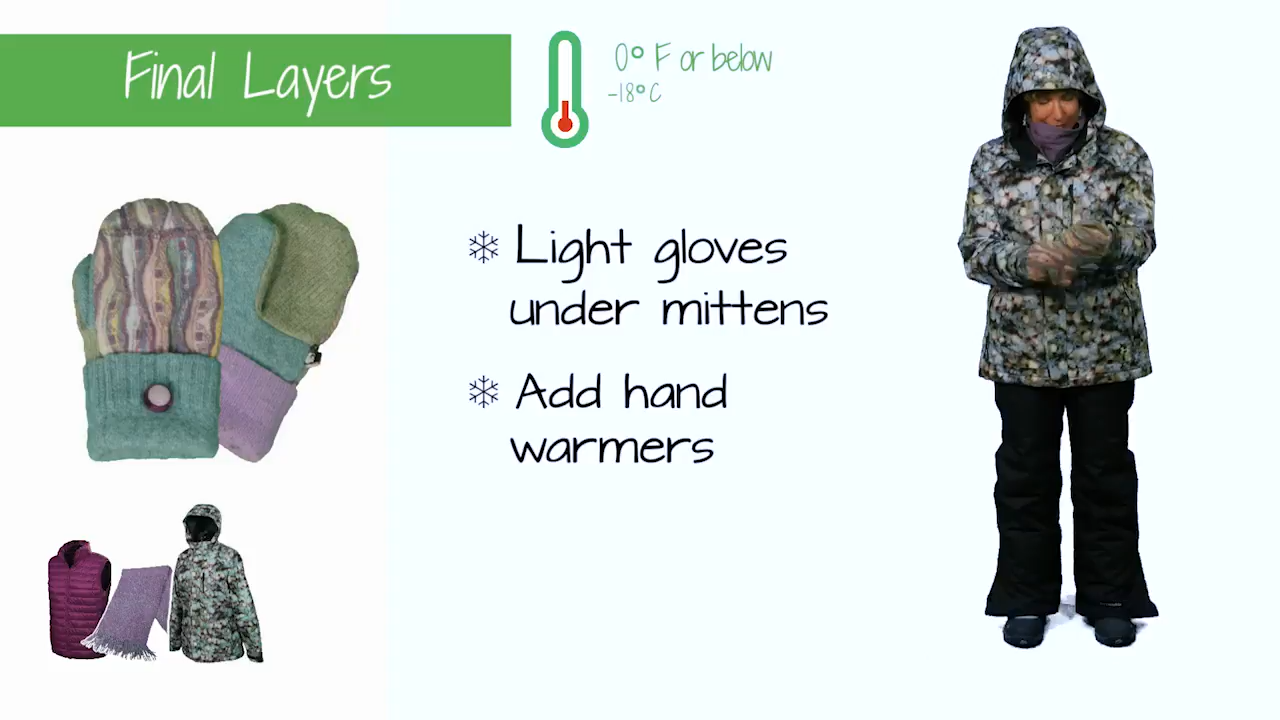 Final Layers
0° F or below
-18° C
Light gloves
under mittens
Add hand
warmers